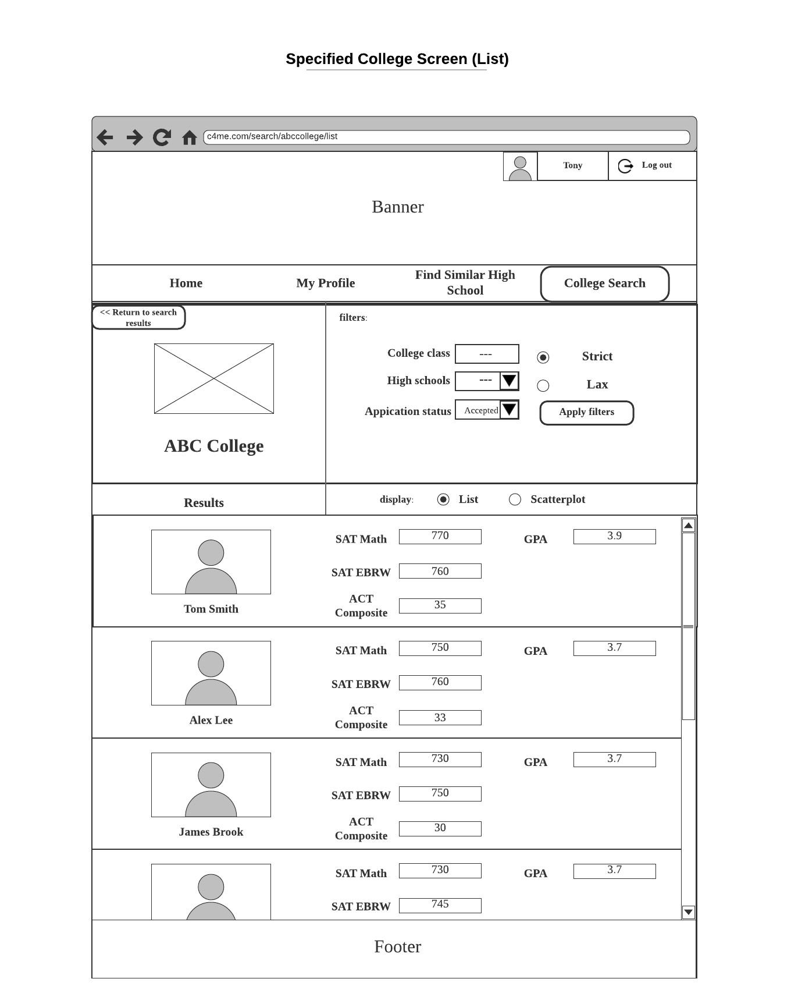 Specified College Screen (List)
c4me.com/search/abccollege/list
Tony
Log out
Banner
Home
My Profile
Find Similar High
School
College Search
<< Return to search
results
ABC College
filters:
College class
---
Strict
High schools
---
Lax
Appication status
Accepted
Apply filters
Results
display:
List
Scatterplot
Tom Smith
SAT Math
770
GPA
3.9
SAT EBRW
760
ACT
Composite
35
Alex Lee
SAT Math
750
GPA
3.7
SAT EBRW
760
ACT
Composite
33
James Brook
SAT Math
730
GPA
3.7
SAT EBRW
750
ACT
Composite
30
SAT Math
730
GPA
3.7
SAT EBRW
745
Footer